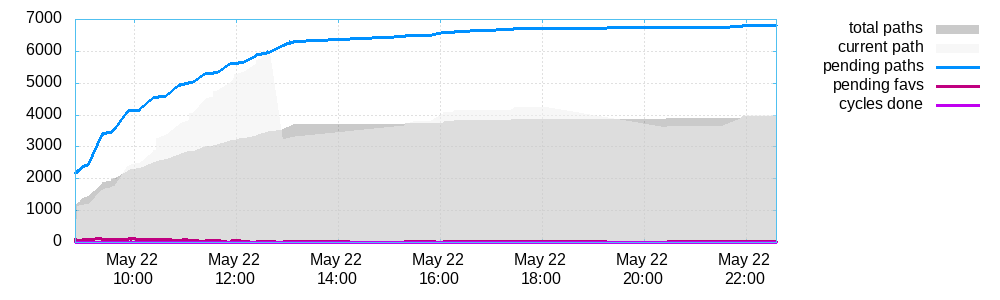 7000
6000
5000
4000
3000
2000
1000
0
May 22 May 22 May 22 May 22 May 22 May 22 May 22
10:00 12:00 14:00 16:00 18:00 20:00 22:00
total paths
current path
pending paths
pending favs
cycles done